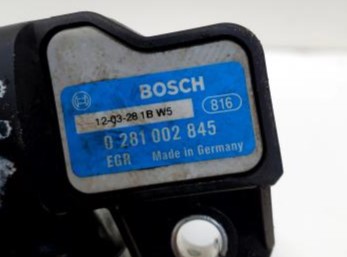 BOSCH
12-03-28 1B W5 816
0 281 002 845
EGR Made in Germany